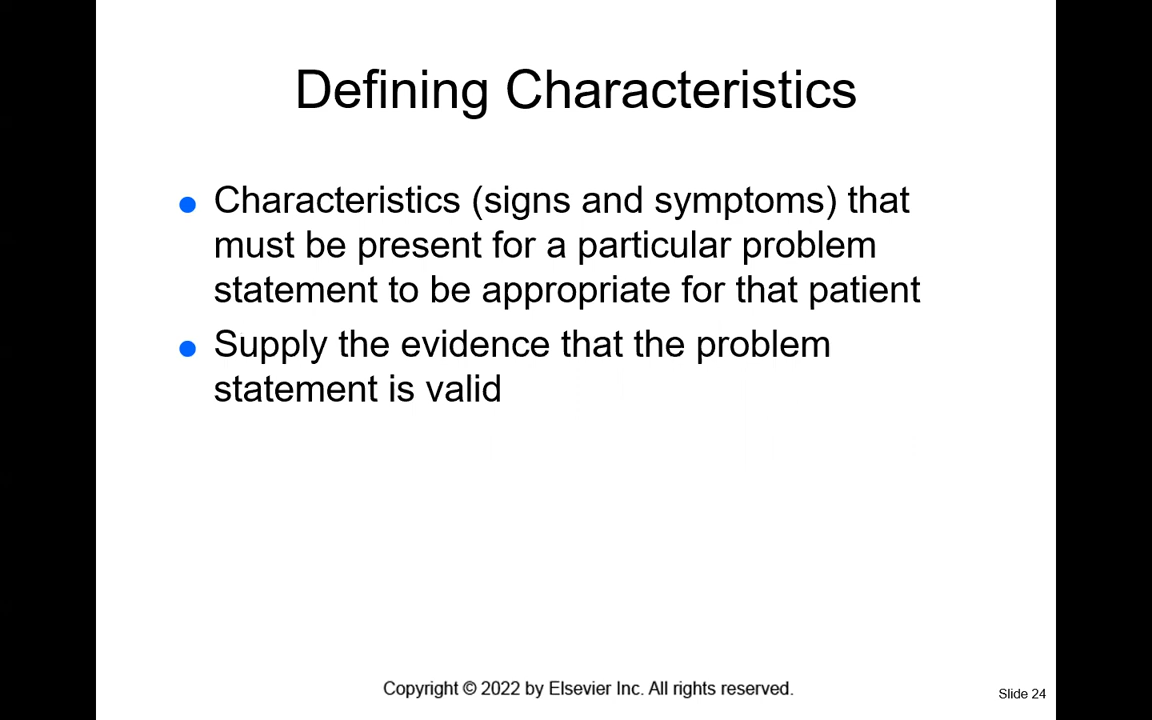 Defining Characteristics
● Characteristics (signs and symptoms) that
must be present for a particular problem
statement to be appropriate for that patient
● Supply the evidence that the problem
statement is valid
Copyright © 2022 by Elsevier Inc. All rights reserved.
Slide 24